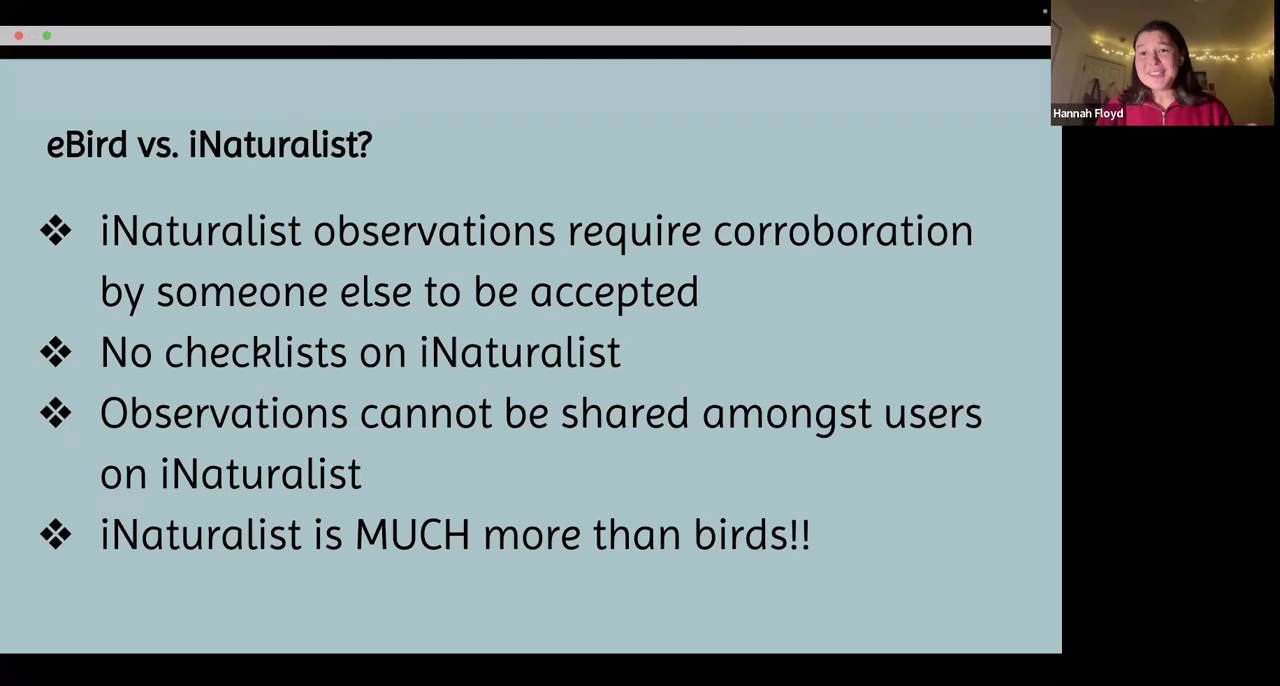 eBird vs. iNaturalist?
❖ iNaturalist observations require corroboration
by someone else to be accepted
❖ No checklists on iNaturalist
❖ Observations cannot be shared amongst users
on iNaturalist
❖ iNaturalist is MUCH more than birds!!
Hannah Floyd